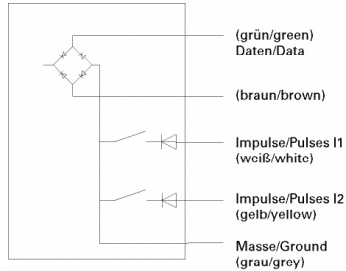 (grün/green)
Daten/Data
(braun/brown)
Impulse/Pulses I1
(weiß/white)
Impulse/Pulses I2
(gelb/yellow)
Masse/Ground
(grau/grey)